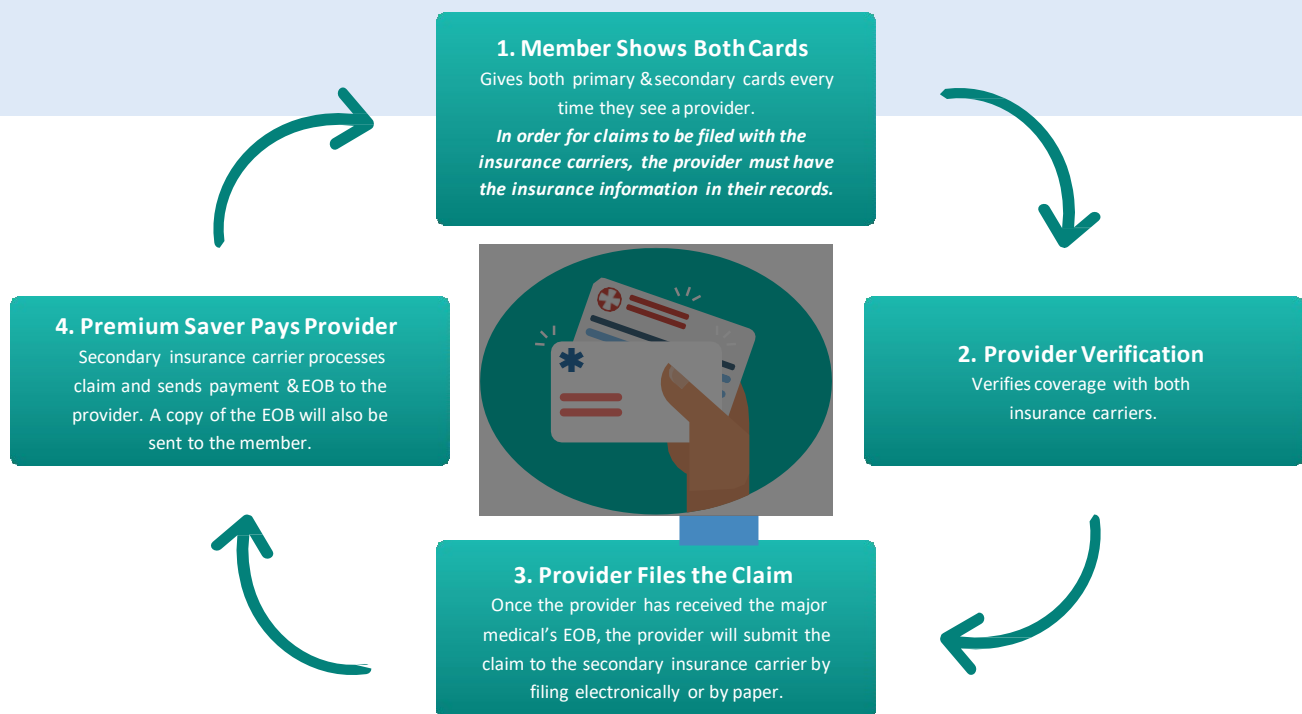 1. Member Shows Both Cards
Gives both primary & secondary cards every
time they see a provider.
In order for claims to be filed with the
insurance carriers, the provider must have
the insurance information in their records.
2. Provider Verification
Verifies coverage with both
insurance carriers.
3. Provider Files the Claim
Once the provider has received the major
medical’s EOB, the provider will submit the
claim to the secondary insurance carrier by
filing electronically or by paper.
4. Premium Saver Pays Provider
Secondary insurance carrier processes
claim and sends payment & EOB to the
provider. A copy of the EOB will also be
sent to the member.